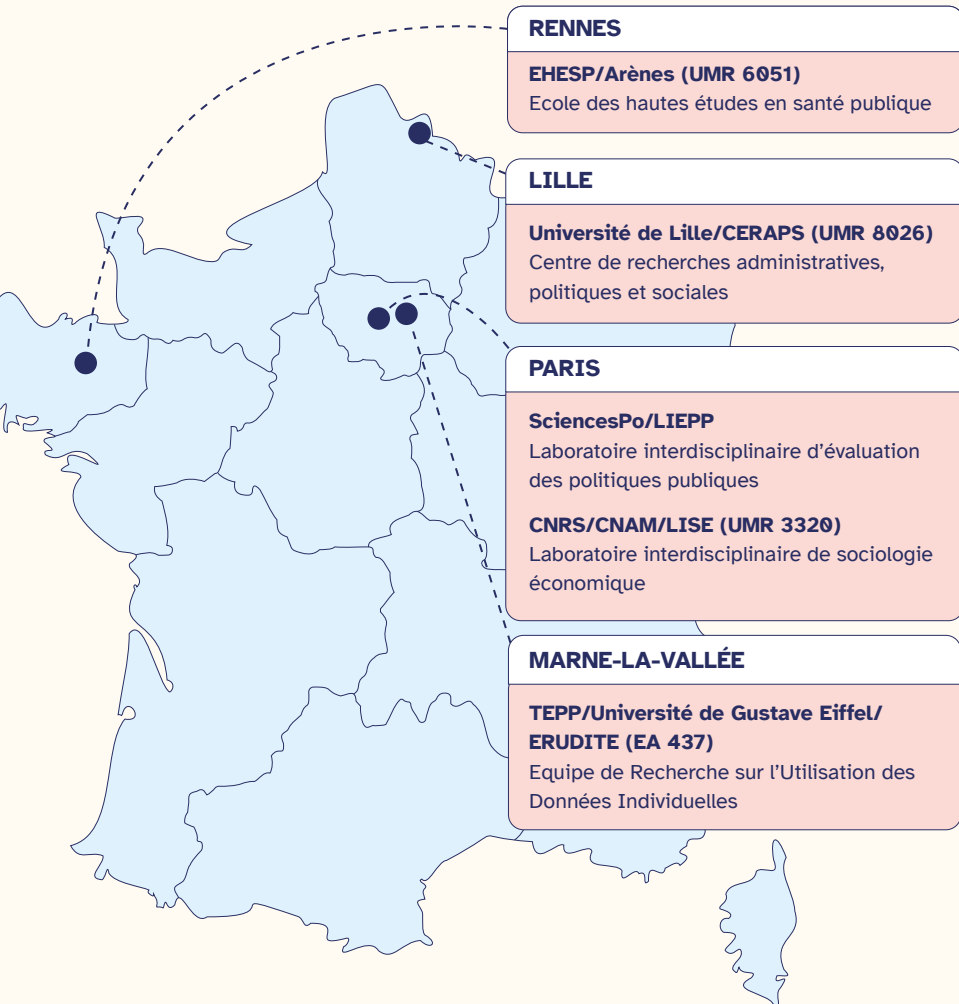 RENNES
EHESP/Arènes (UMR 6051)
Ecole des hautes études en santé publique
LILLE
Université de Lille/CERAPS (UMR 8026)
Centre de recherches administratives,
politiques et sociales
PARIS
SciencesPo/LIEPP
Laboratoire interdisciplinaire d’évaluation
des politiques publiques
CNRS/CNAM/LISE (UMR 3320)
Laboratoire interdisciplinaire de sociologie
économique
MARNE-LA-VALLÉE
TEPP/Université de Gustave Eiffel/
ERUDITE (EA 437)
Equipe de Recherche sur l’Utilisation des
Données Individuelles